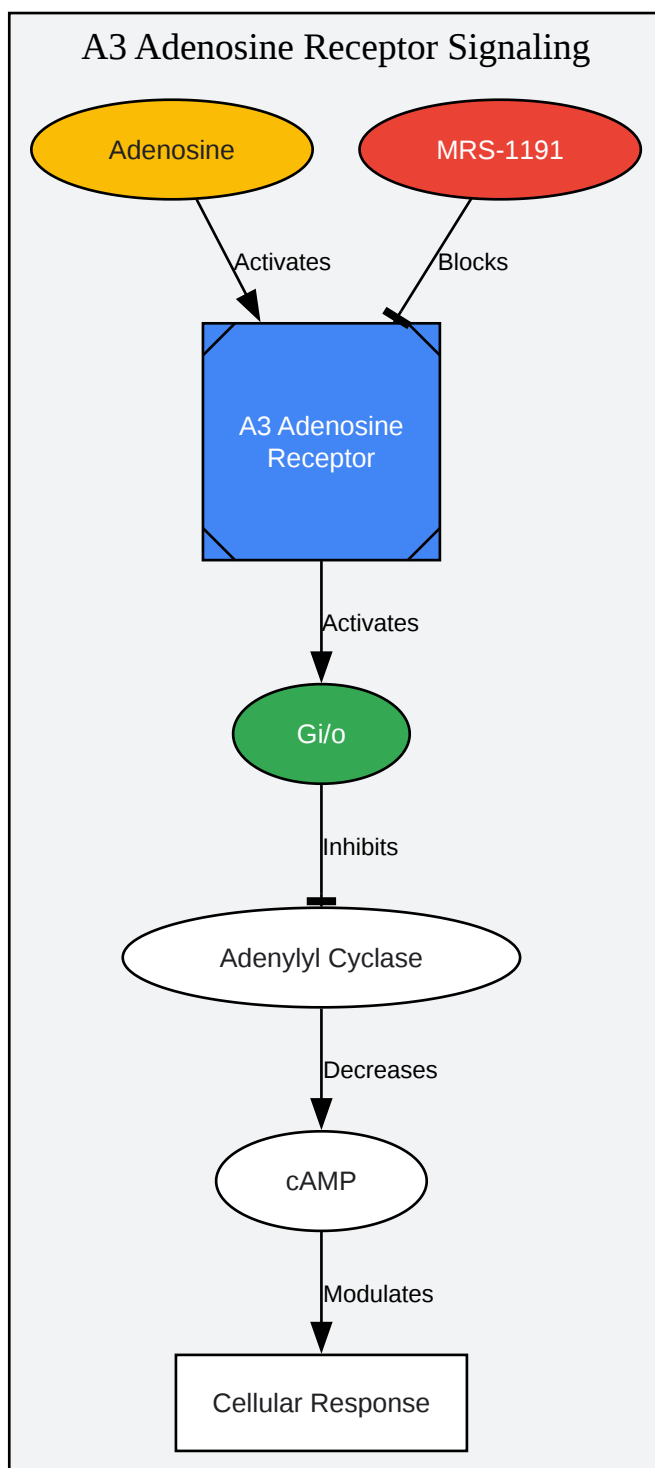 A3 Adenosine Receptor Signaling
Adenosine
MRS-1191
Activates
Blocks
A3 Adenosine
Receptor
Activates
Gi/o
Inhibits
Adenylyl Cyclase
Decreases
cAMP
Modulates
Cellular Response